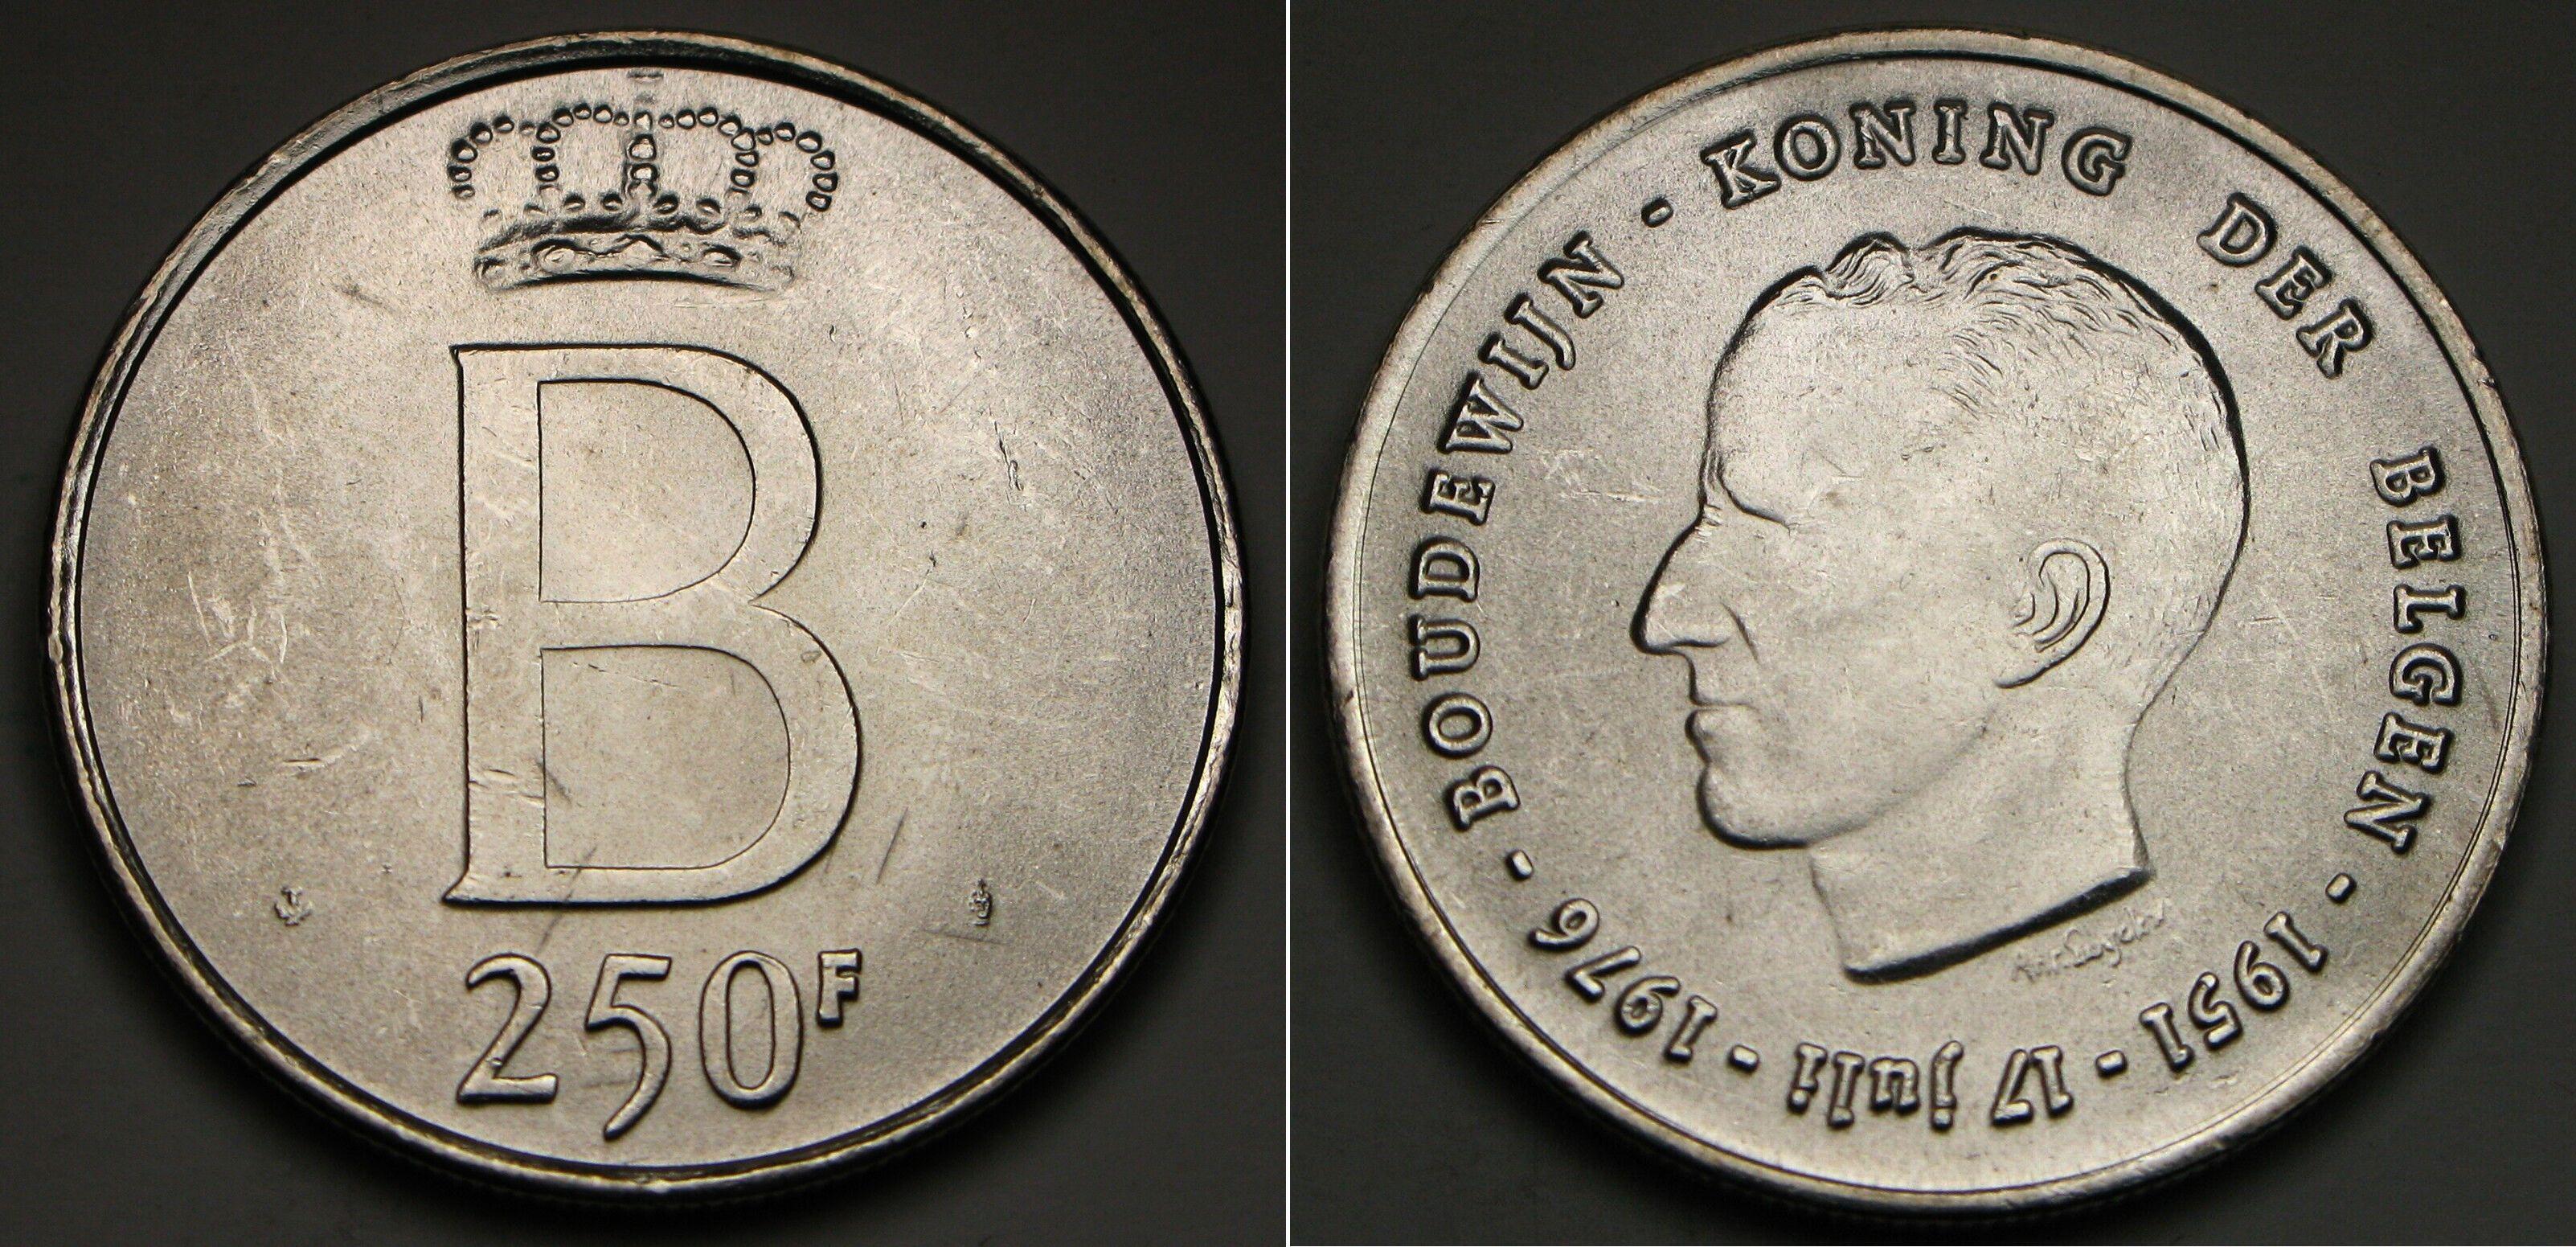 B
250F
BOUDEWIJN - KONING DER BELGEN - 1951 - 17 juli - 1976 -